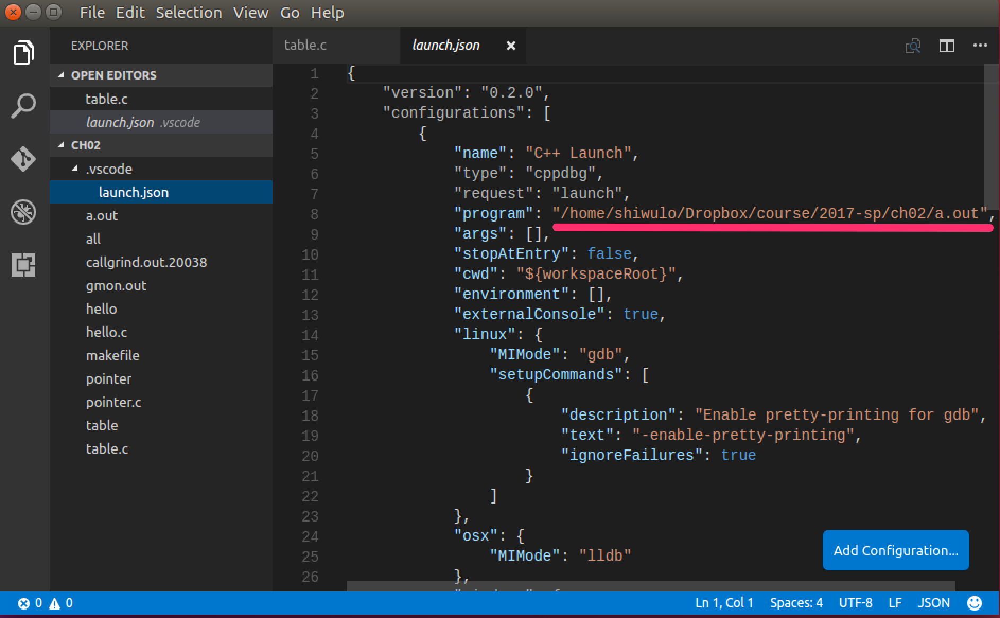 File Edit Selection View Go Help
EXPLORER
OPEN EDITORS
table.c
launch.json .vscode
CH02
.vscode
launch.json
a.out
all
callgrind.out.20038
gmon.out
hello
hello.c
makefile
pointer
pointer.c
table
table.c
table.c launch.json
1 {
2 "version": "0.2.0",
3 "configurations": [
4 {
5 "name": "C++ Launch",
6 "type": "cppdbg",
7 "request": "launch",
8 "program": "/home/shiwulo/Dropbox/course/2017-sp/ch02/a.out",
9 "args": [],
10 "stopAtEntry": false,
11 "cwd": "${workspaceRoot}",
12 "environment": [],
13 "externalConsole": true,
14 "linux": {
15 "MIMode": "gdb",
16 "setupCommands": [
17 {
18 "description": "Enable pretty-printing for gdb",
19 "text": "-enable-pretty-printing",
20 "ignoreFailures": true
21 }
22 ]
23 },
24 "osx": {
25 "MIMode": "lldb"
26 },
Add Configuration...
0 0 Ln 1, Col 1 Spaces: 4 UTF-8 LF JSON